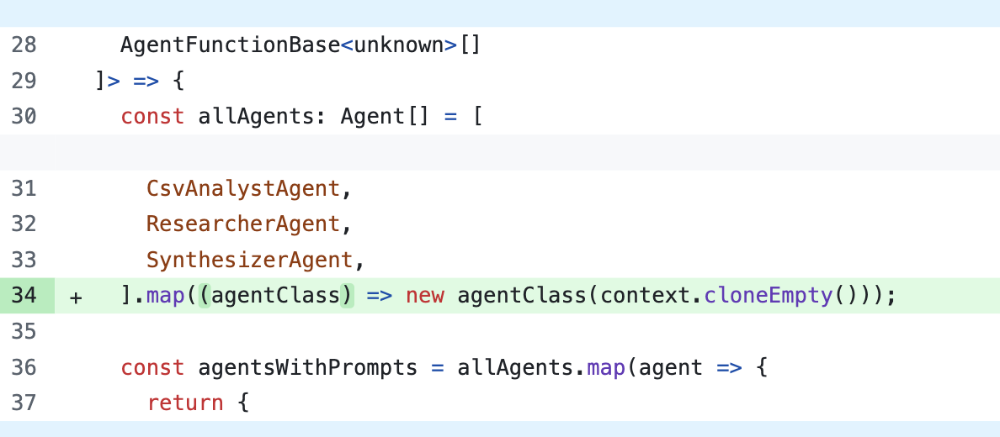 28 AgentFunctionBase<unknown>[]
29 ]> => {
30 const allAgents: Agent[] = [
31 CsvAnalystAgent,
32 ResearcherAgent,
33 SynthesizerAgent,
34 + ].map((agentClass) => new agentClass(context.cloneEmpty()));
35
36 const agentsWithPrompts = allAgents.map(agent => {
37 return {